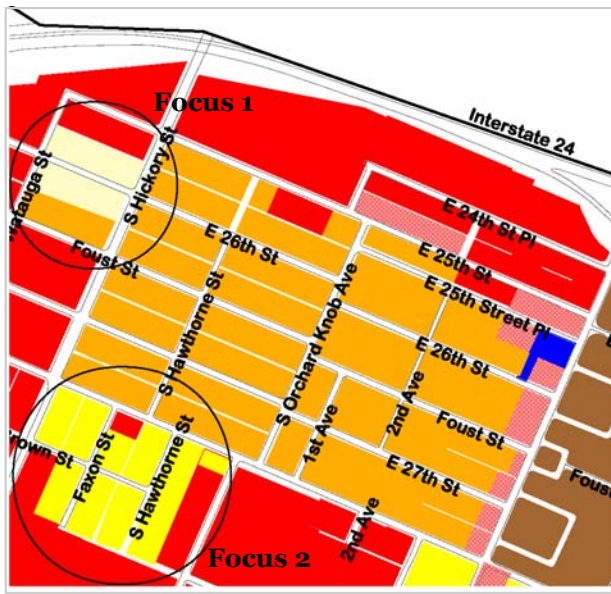 Focus 1
Interstate 24
S Hickory St
E 24th St Pl
E 26th St
E 25th St
Foust St
E 25th Street Pl
S Hawthorne St
S Orchard Knob Ave
E 26th St
2nd Ave
Foust St
1st Ave
Faxon St
S Hawthorne St
E 27th St
Foust
2nd Ave
Focus 2